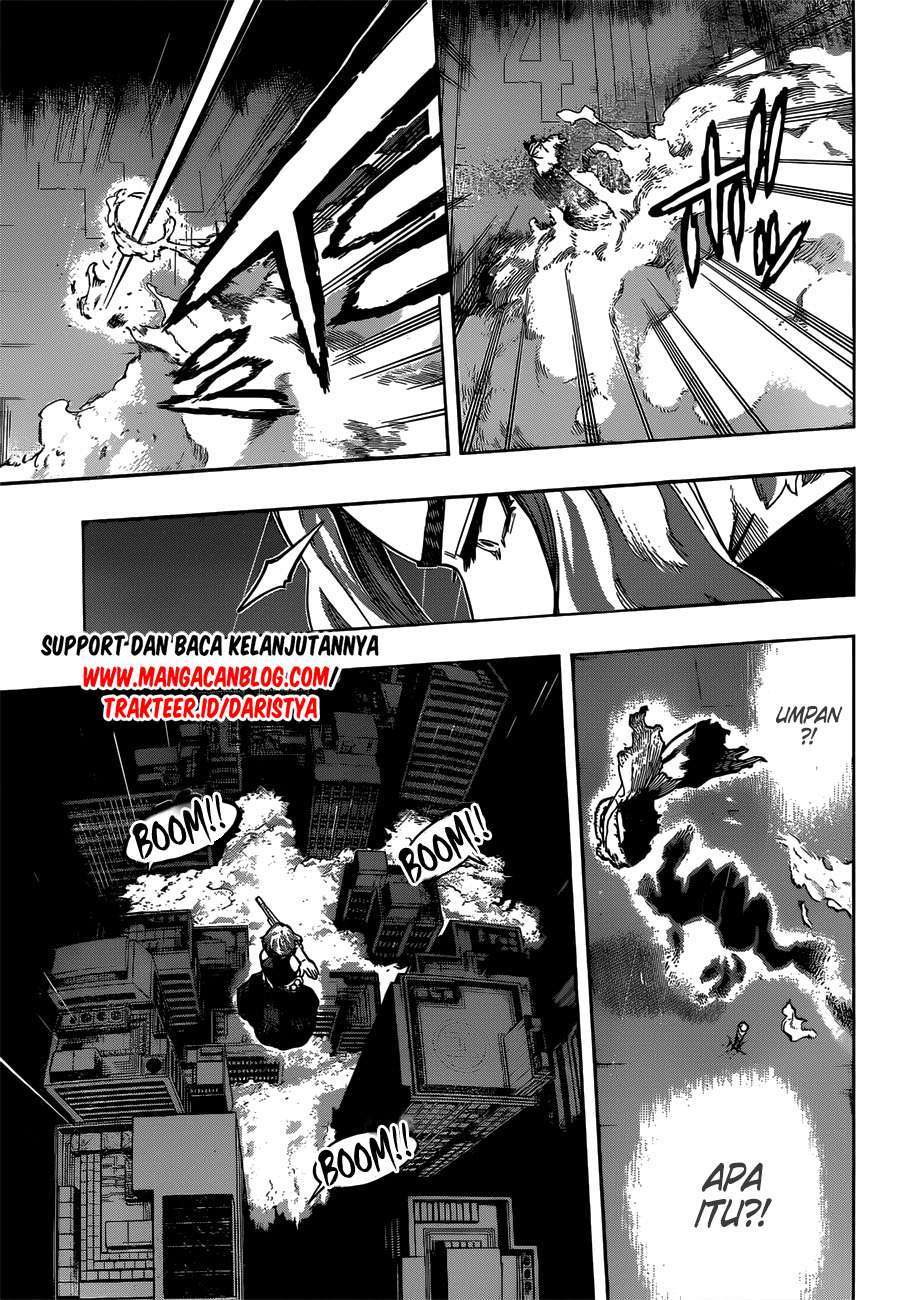 SUPPORT DAN BACA KELANJUTANNYA
WWW.MANGACANBLOG.COM/
TRAKTEER.ID/DARISTYA
UMPAN
?!
APA
ITU?!
BOOM!!
BOOM!!
BOOM!!